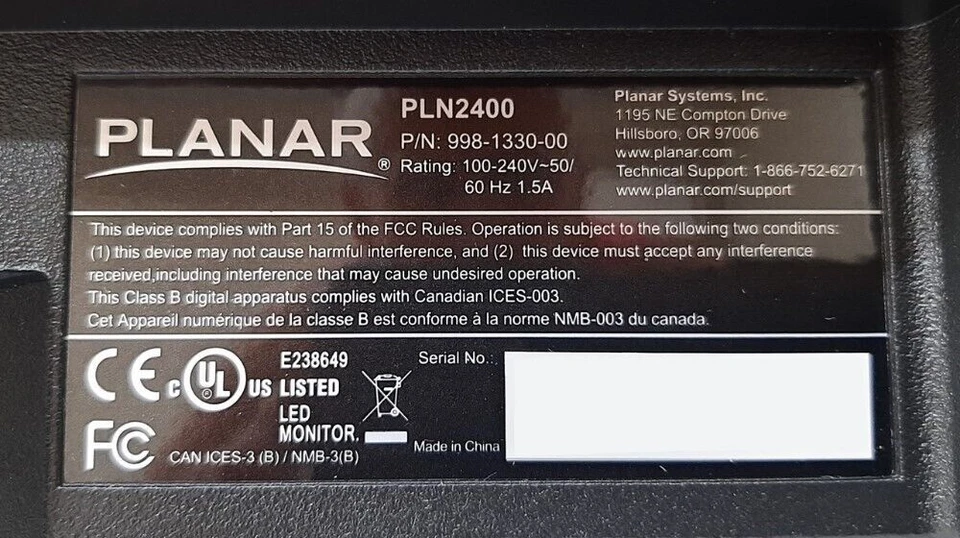 PLANAR®
PLN2400
P/N: 998-1330-00
Rating: 100-240V~50/
60 Hz 1.5A
Planar Systems, Inc.
1195 NE Compton Drive
Hillsboro, OR 97006
www.planar.com
Technical Support: 1-866-752-6271
www.planar.com/support
This device complies with Part 15 of the FCC Rules. Operation is subject to the following two conditions:
(1) this device may not cause harmful interference, and (2) this device must accept any interference
received,including interference that may cause undesired operation.
This Class B digital apparatus complies with Canadian ICES-003.
Cet Appareil numérique de la classe B est conforme à la norme NMB-003 du canada.
CE
c UL ® US
E238649
LISTED
LED
MONITOR.
FC
CAN ICES-3 (B) / NMB-3(B)
Serial No.:
Made in China